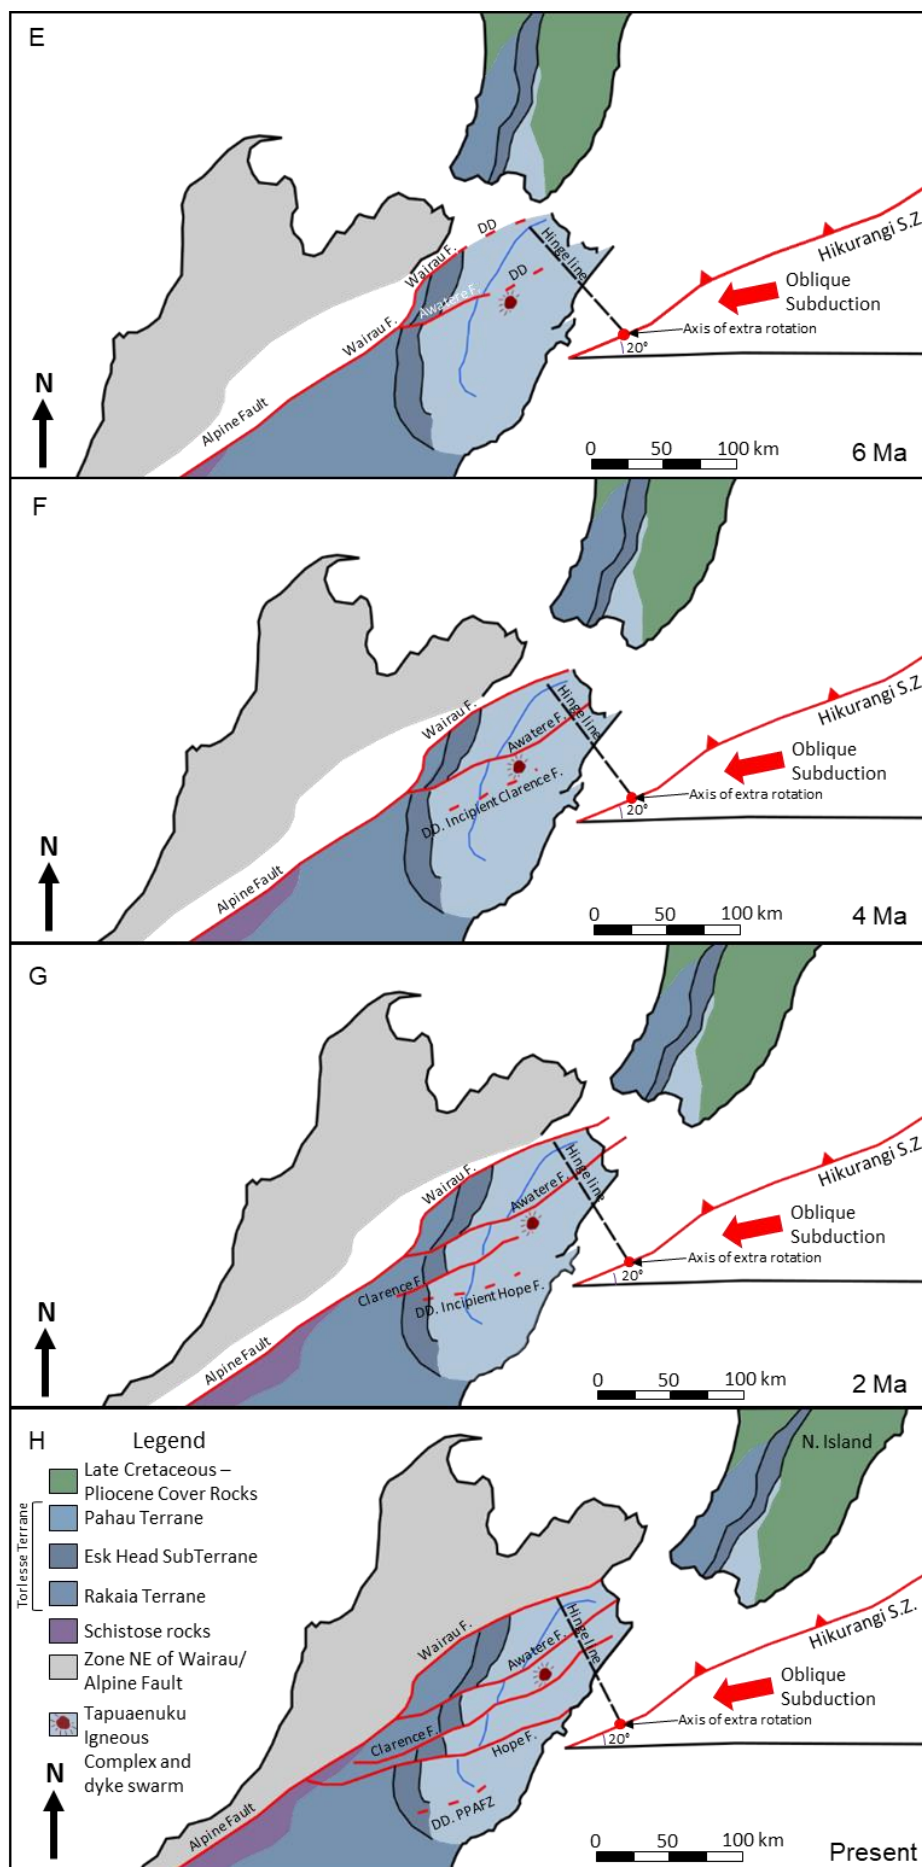 E
DD
Wairau F.
DD
Hinge line
Awatere F.
Wairau F.
Alpine Fault
Hikurangi S.Z.
Oblique
Subduction
Axis of extra rotation
20°
N
0 50 100 km
6 Ma
F
Wairau F.
Hinge line
Awatere F.
DD. Incipient Clarence F.
Alpine Fault
Hikurangi S.Z.
Oblique
Subduction
Axis of extra rotation
20°
N
0 50 100 km
4 Ma
G
Wairau F.
Hinge line
Awatere F.
Clarence F.
DD. Incipient Hope F.
Alpine Fault
Hikurangi S.Z.
Oblique
Subduction
Axis of extra rotation
20°
N
0 50 100 km
2 Ma
H
Legend
Late Cretaceous –
Pliocene Cover Rocks
Torlesse Terrane
Pahau Terrane
Esk Head SubTerrane
Rakaia Terrane
Schistose rocks
Zone NE of Wairau/
Alpine Fault
Tapuaenuku
Igneous
Complex and
dyke swarm
N. Island
Wairau F.
Hinge line
Awatere F.
Clarence F.
Hope F.
DD. PPAFZ
Alpine Fault
Hikurangi S.Z.
Oblique
Subduction
Axis of extra rotation
20°
N
0 50 100 km
Present